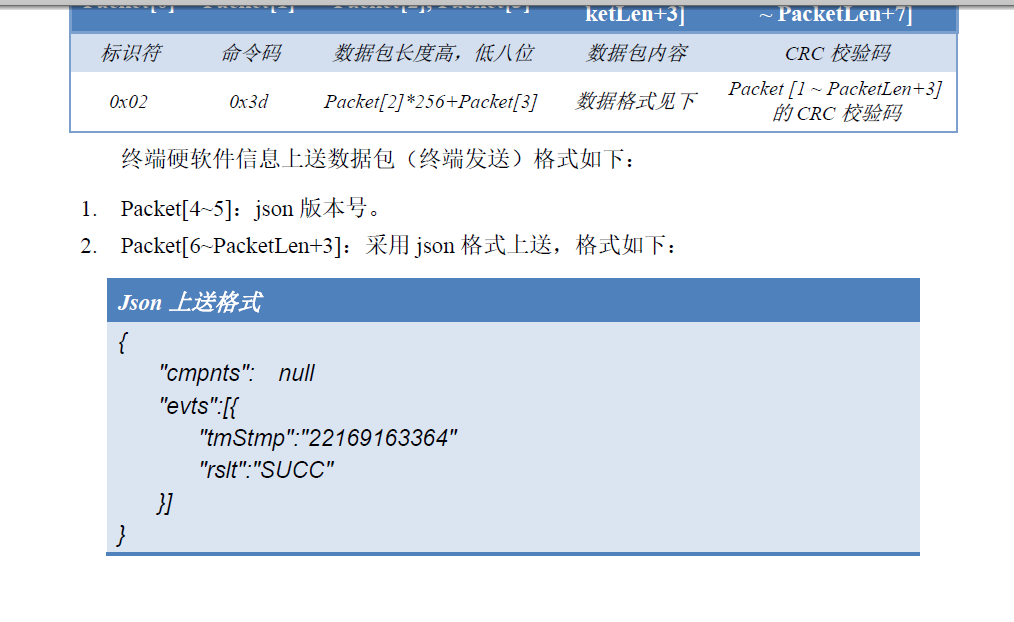 ketLen+3]
~ PacketLen+7]
标识符 命令码 数据包长度高，低八位 数据包内容 CRC 校验码
0x02 0x3d Packet[2]*256+Packet[3] 数据格式见下 Packet [1 ~ PacketLen+3]
的 CRC 校验码
终端硬软件信息上送数据包（终端发送）格式如下：
1. Packet[4~5]：json 版本号。
2. Packet[6~PacketLen+3]：采用 json 格式上送，格式如下：
Json 上送格式
{
"cmpnts": null
"evts":[{
"tmStmp":"22169163364"
"rslt":"SUCC"
}]
}